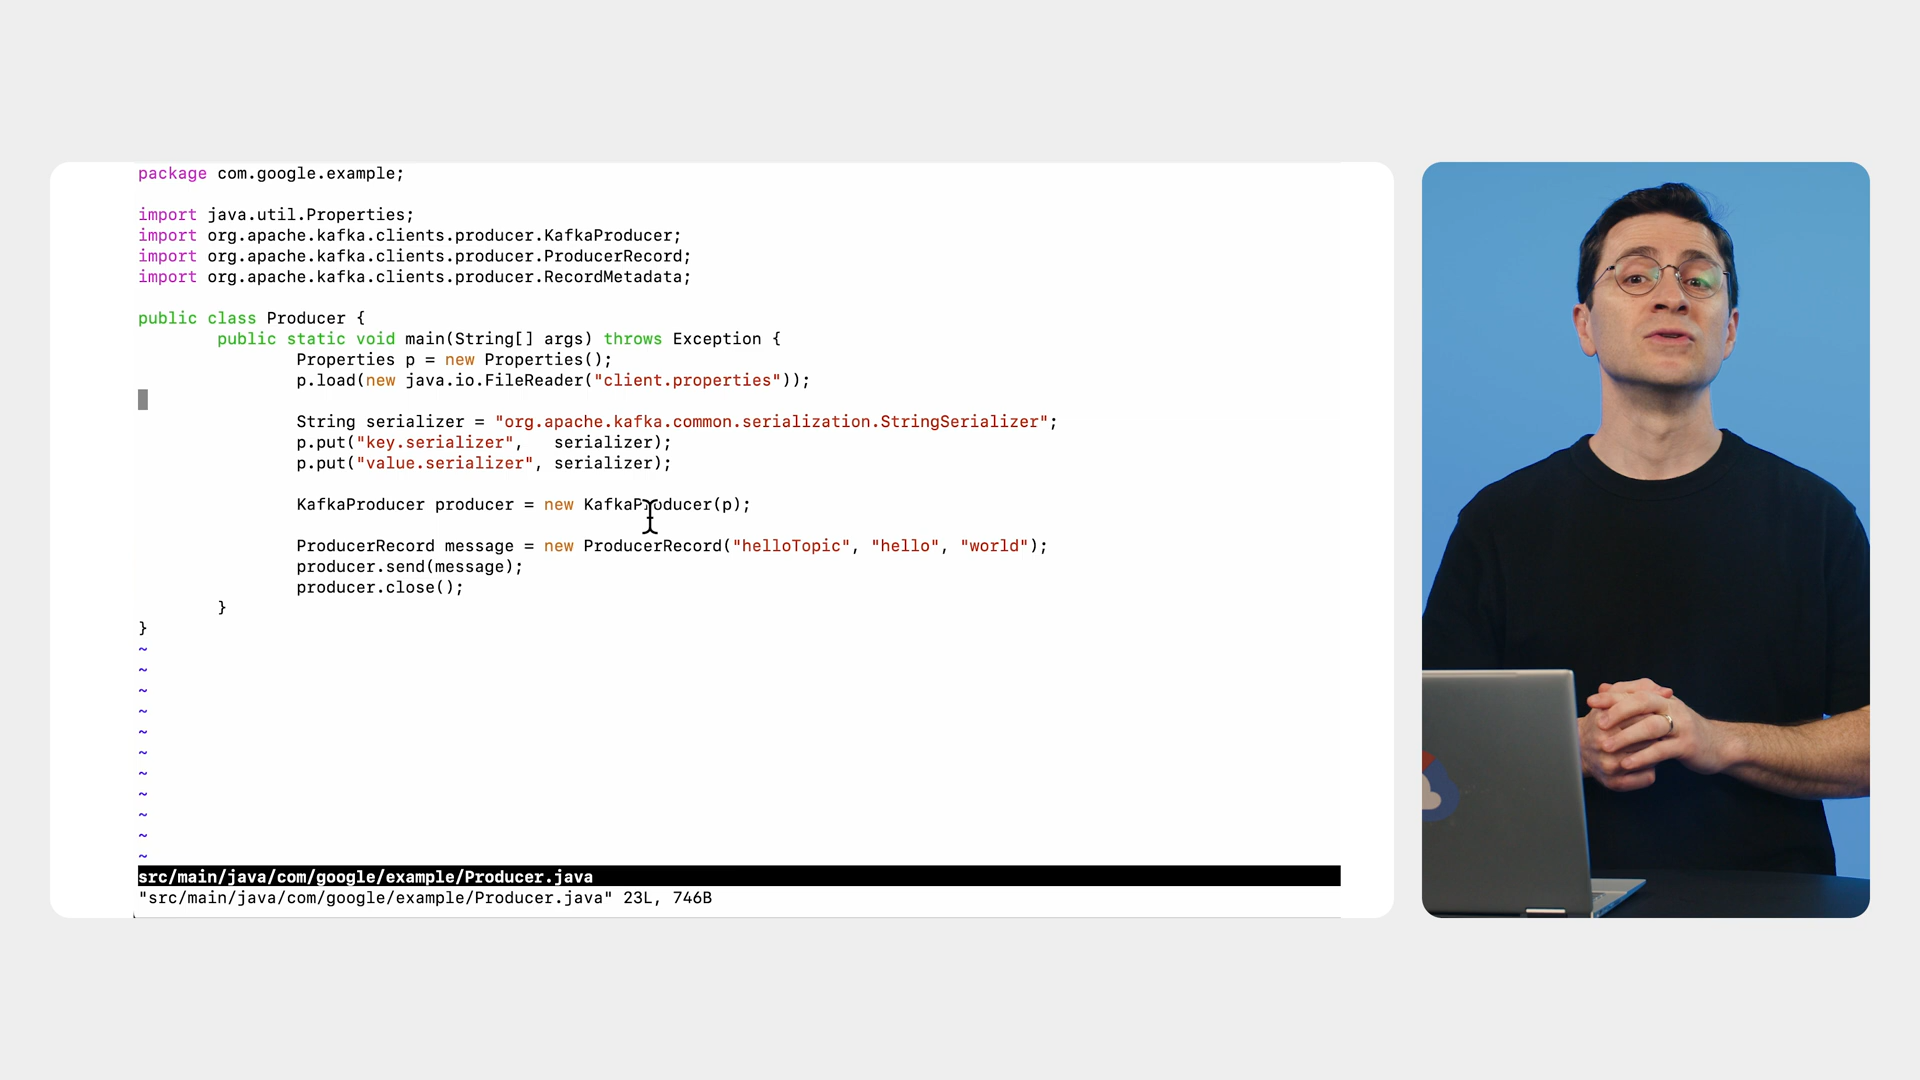 package com.google.example;
import java.util.Properties;
import org.apache.kafka.clients.producer.KafkaProducer;
import org.apache.kafka.clients.producer.ProducerRecord;
import org.apache.kafka.clients.producer.RecordMetadata;
public class Producer {
public static void main(String[] args) throws Exception {
Properties p = new Properties();
p.load(new java.io.FileReader("client.properties"));
String serializer = "org.apache.kafka.common.serialization.StringSerializer";
p.put("key.serializer",   serializer);
p.put("value.serializer", serializer);
KafkaProducer producer = new KafkaProducer(p);
ProducerRecord message = new ProducerRecord("helloTopic", "hello", "world");
producer.send(message);
producer.close();
}
}
~
~
~
~
~
~
~
~
~
~
~
src/main/java/com/google/example/Producer.java
"src/main/java/com/google/example/Producer.java" 23L, 746B